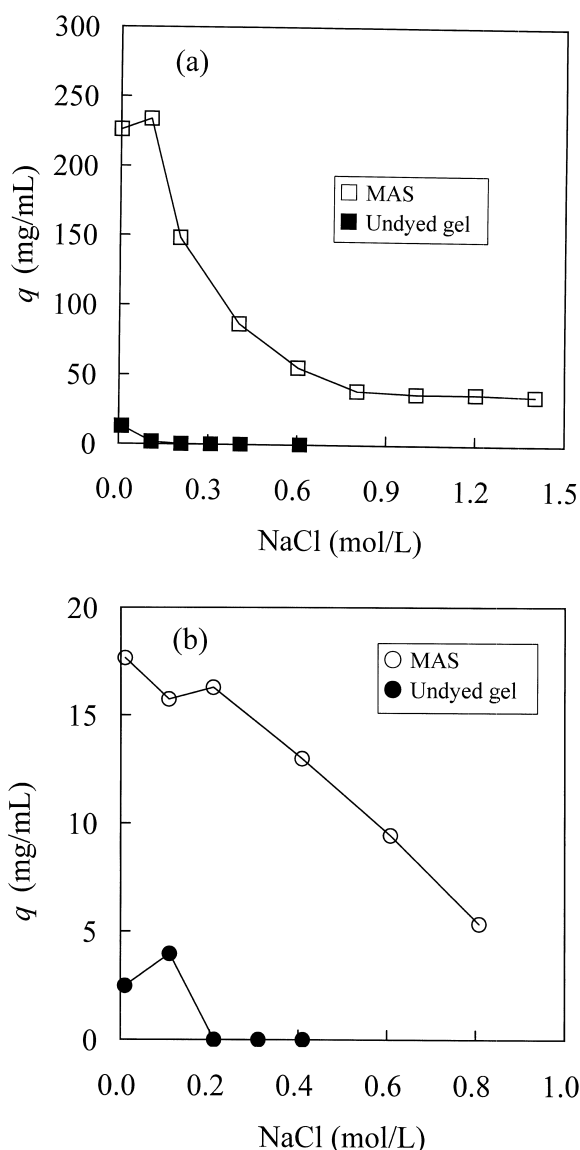 (a)
300
250
200
150
100
50
0
q (mg/mL)
MAS
Undyed gel
0.0 0.3 0.6 0.9 1.2 1.5
NaCl (mol/L)
(b)
20
15
10
5
0
q (mg/mL)
MAS
Undyed gel
0.0 0.2 0.4 0.6 0.8 1.0
NaCl (mol/L)